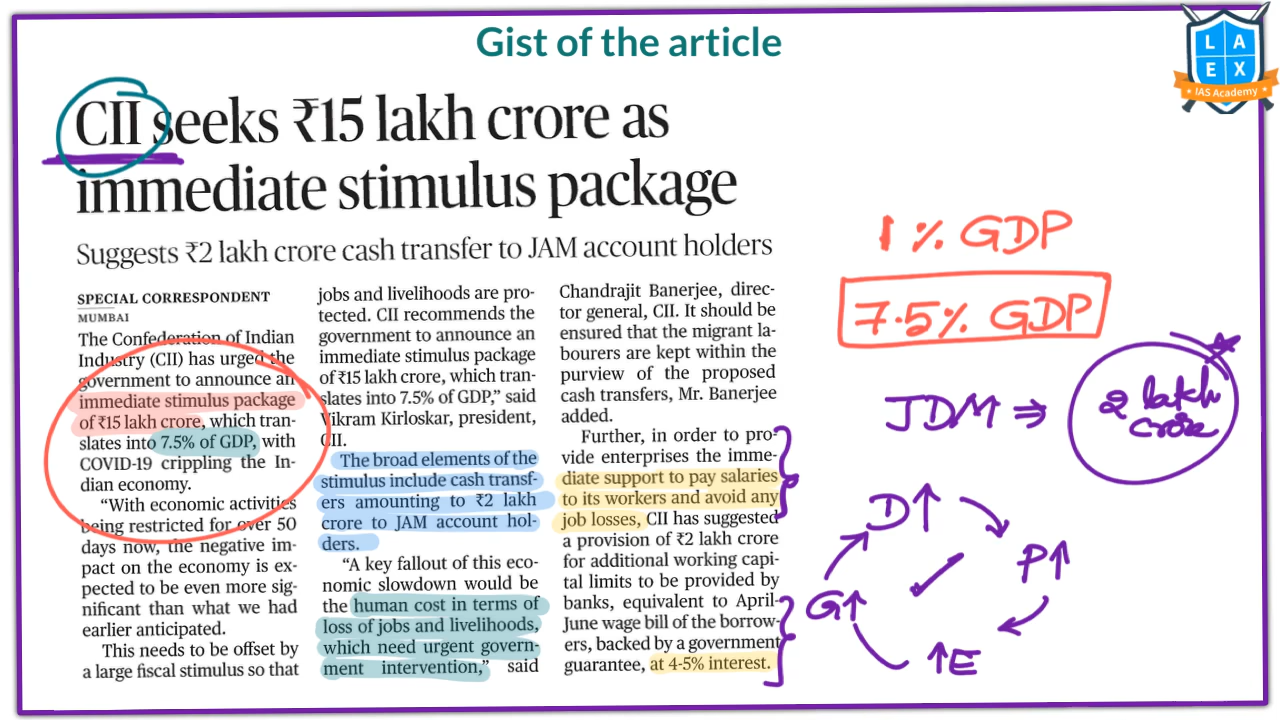 Gist of the article
L A
E X
IAS Academy
CII seeks ₹15 lakh crore as
immediate stimulus package
Suggests ₹2 lakh crore cash transfer to JAM account holders
SPECIAL CORRESPONDENT
MUMBAI
The Confederation of Indian
Industry (CII) has urged the
government to announce an
immediate stimulus package
of ₹15 lakh crore, which tran-
slates into 7.5% of GDP, with
COVID-19 crippling the In-
dian economy.
"With economic activities
being restricted for over 50
days now, the negative im-
pact on the economy is ex-
pected to be even more sig-
nificant than what we had
earlier anticipated.
This needs to be offset by
a large fiscal stimulus so that
jobs and livelihoods are pro-
tected. CII recommends the
government to announce an
immediate stimulus package
of ₹15 lakh crore, which tran-
slates into 7.5% of GDP," said
Vikram Kirloskar, president,
CII.
The broad elements of the
stimulus include cash transf-
ers amounting to ₹2 lakh
crore to JAM account hol-
ders.
"A key fallout of this eco-
nomic slowdown would be
the human cost in terms of
loss of jobs and livelihoods,
which need urgent govern-
ment intervention," said
Chandrajit Banerjee, direc-
tor general, CII. It should be
ensured that the migrant la-
bourers are kept within the
purview of the proposed
cash transfers, Mr. Banerjee
added.
Further, in order to pro-
vide enterprises the imme-
diate support to pay salaries
to its workers and avoid any
job losses, CII has suggested
a provision of ₹2 lakh crore
for additional working capi-
tal limits to be provided by
banks, equivalent to April-
June wage bill of the borrow-
ers, backed by a government
guarantee, at 4-5% interest.
1% GDP
7.5% GDP
JDM ⇒ 2 lakh
crore
D↑
P↑
↑E
G↑